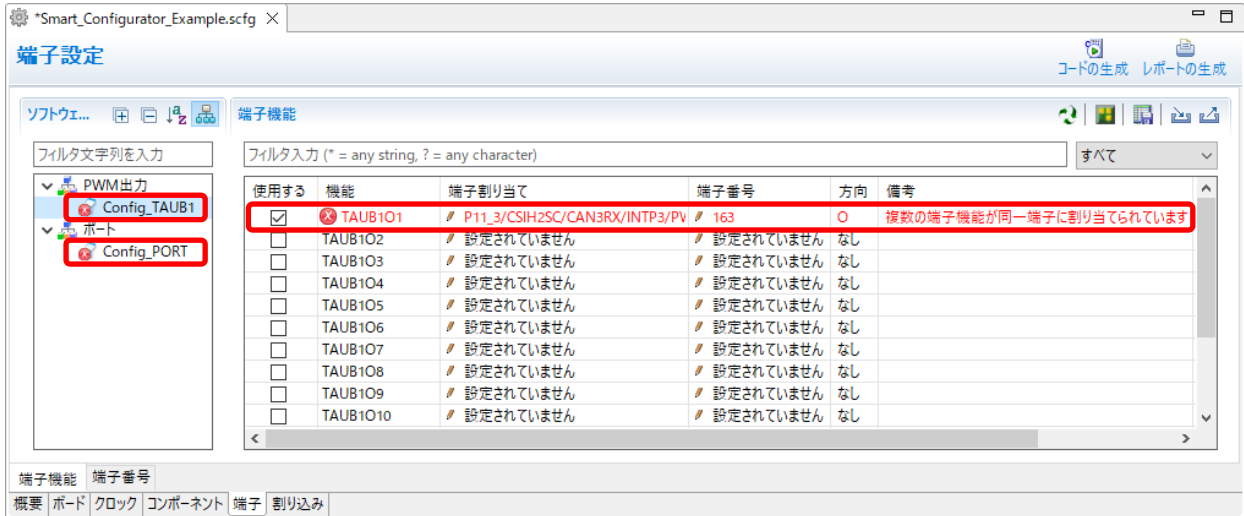 *Smart_Configurator_Example.scfg
端子設定
コードの生成 レポートの生成
ソフトウェ...
端子機能
フィルタ文字列を入力
フィルタ入力 (* = any string, ? = any character)
すべて
PWM出力
Config_TAUB1
ポート
Config_PORT
使用する 機能 端子割り当て 端子番号 方向 備考
TAUB1O1 P11_3/CSIH2SC/CAN3RX/INTP3/PV 163 O 複数の端子機能が同一端子に割り当てられています
TAUB1O2 設定されていません 設定されていません なし
TAUB1O3 設定されていません 設定されていません なし
TAUB1O4 設定されていません 設定されていません なし
TAUB1O5 設定されていません 設定されていません なし
TAUB1O6 設定されていません 設定されていません なし
TAUB1O7 設定されていません 設定されていません なし
TAUB1O8 設定されていません 設定されていません なし
TAUB1O9 設定されていません 設定されていません なし
TAUB1O10 設定されていません 設定されていません なし
端子機能 端子番号
概要 ボード クロック コンポーネント 端子 割り込み